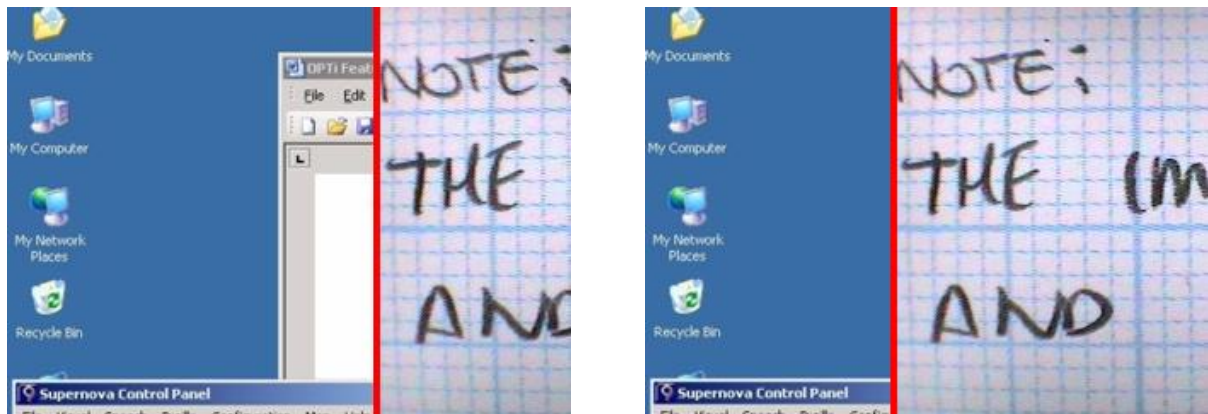 My Documents
OPTi Feat
File Edit
My Computer
My Network
Places
Recycle Bin
Supernova Control Panel
NOTE:
THE
AND
My Documents
My Computer
My Network
Places
Recycle Bin
Supernova Control Panel
NOTE:
THE (M
AND